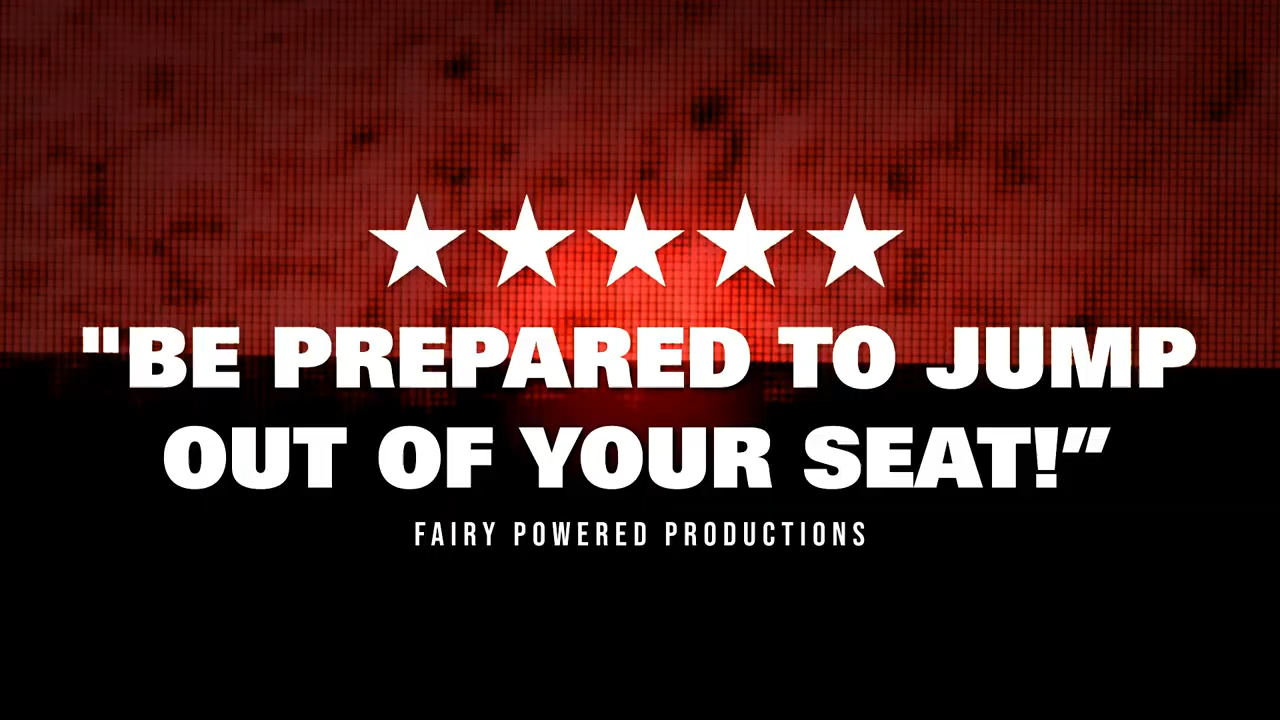 "BE PREPARED TO JUMP
OUT OF YOUR SEAT!”
FAIRY POWERED PRODUCTIONS